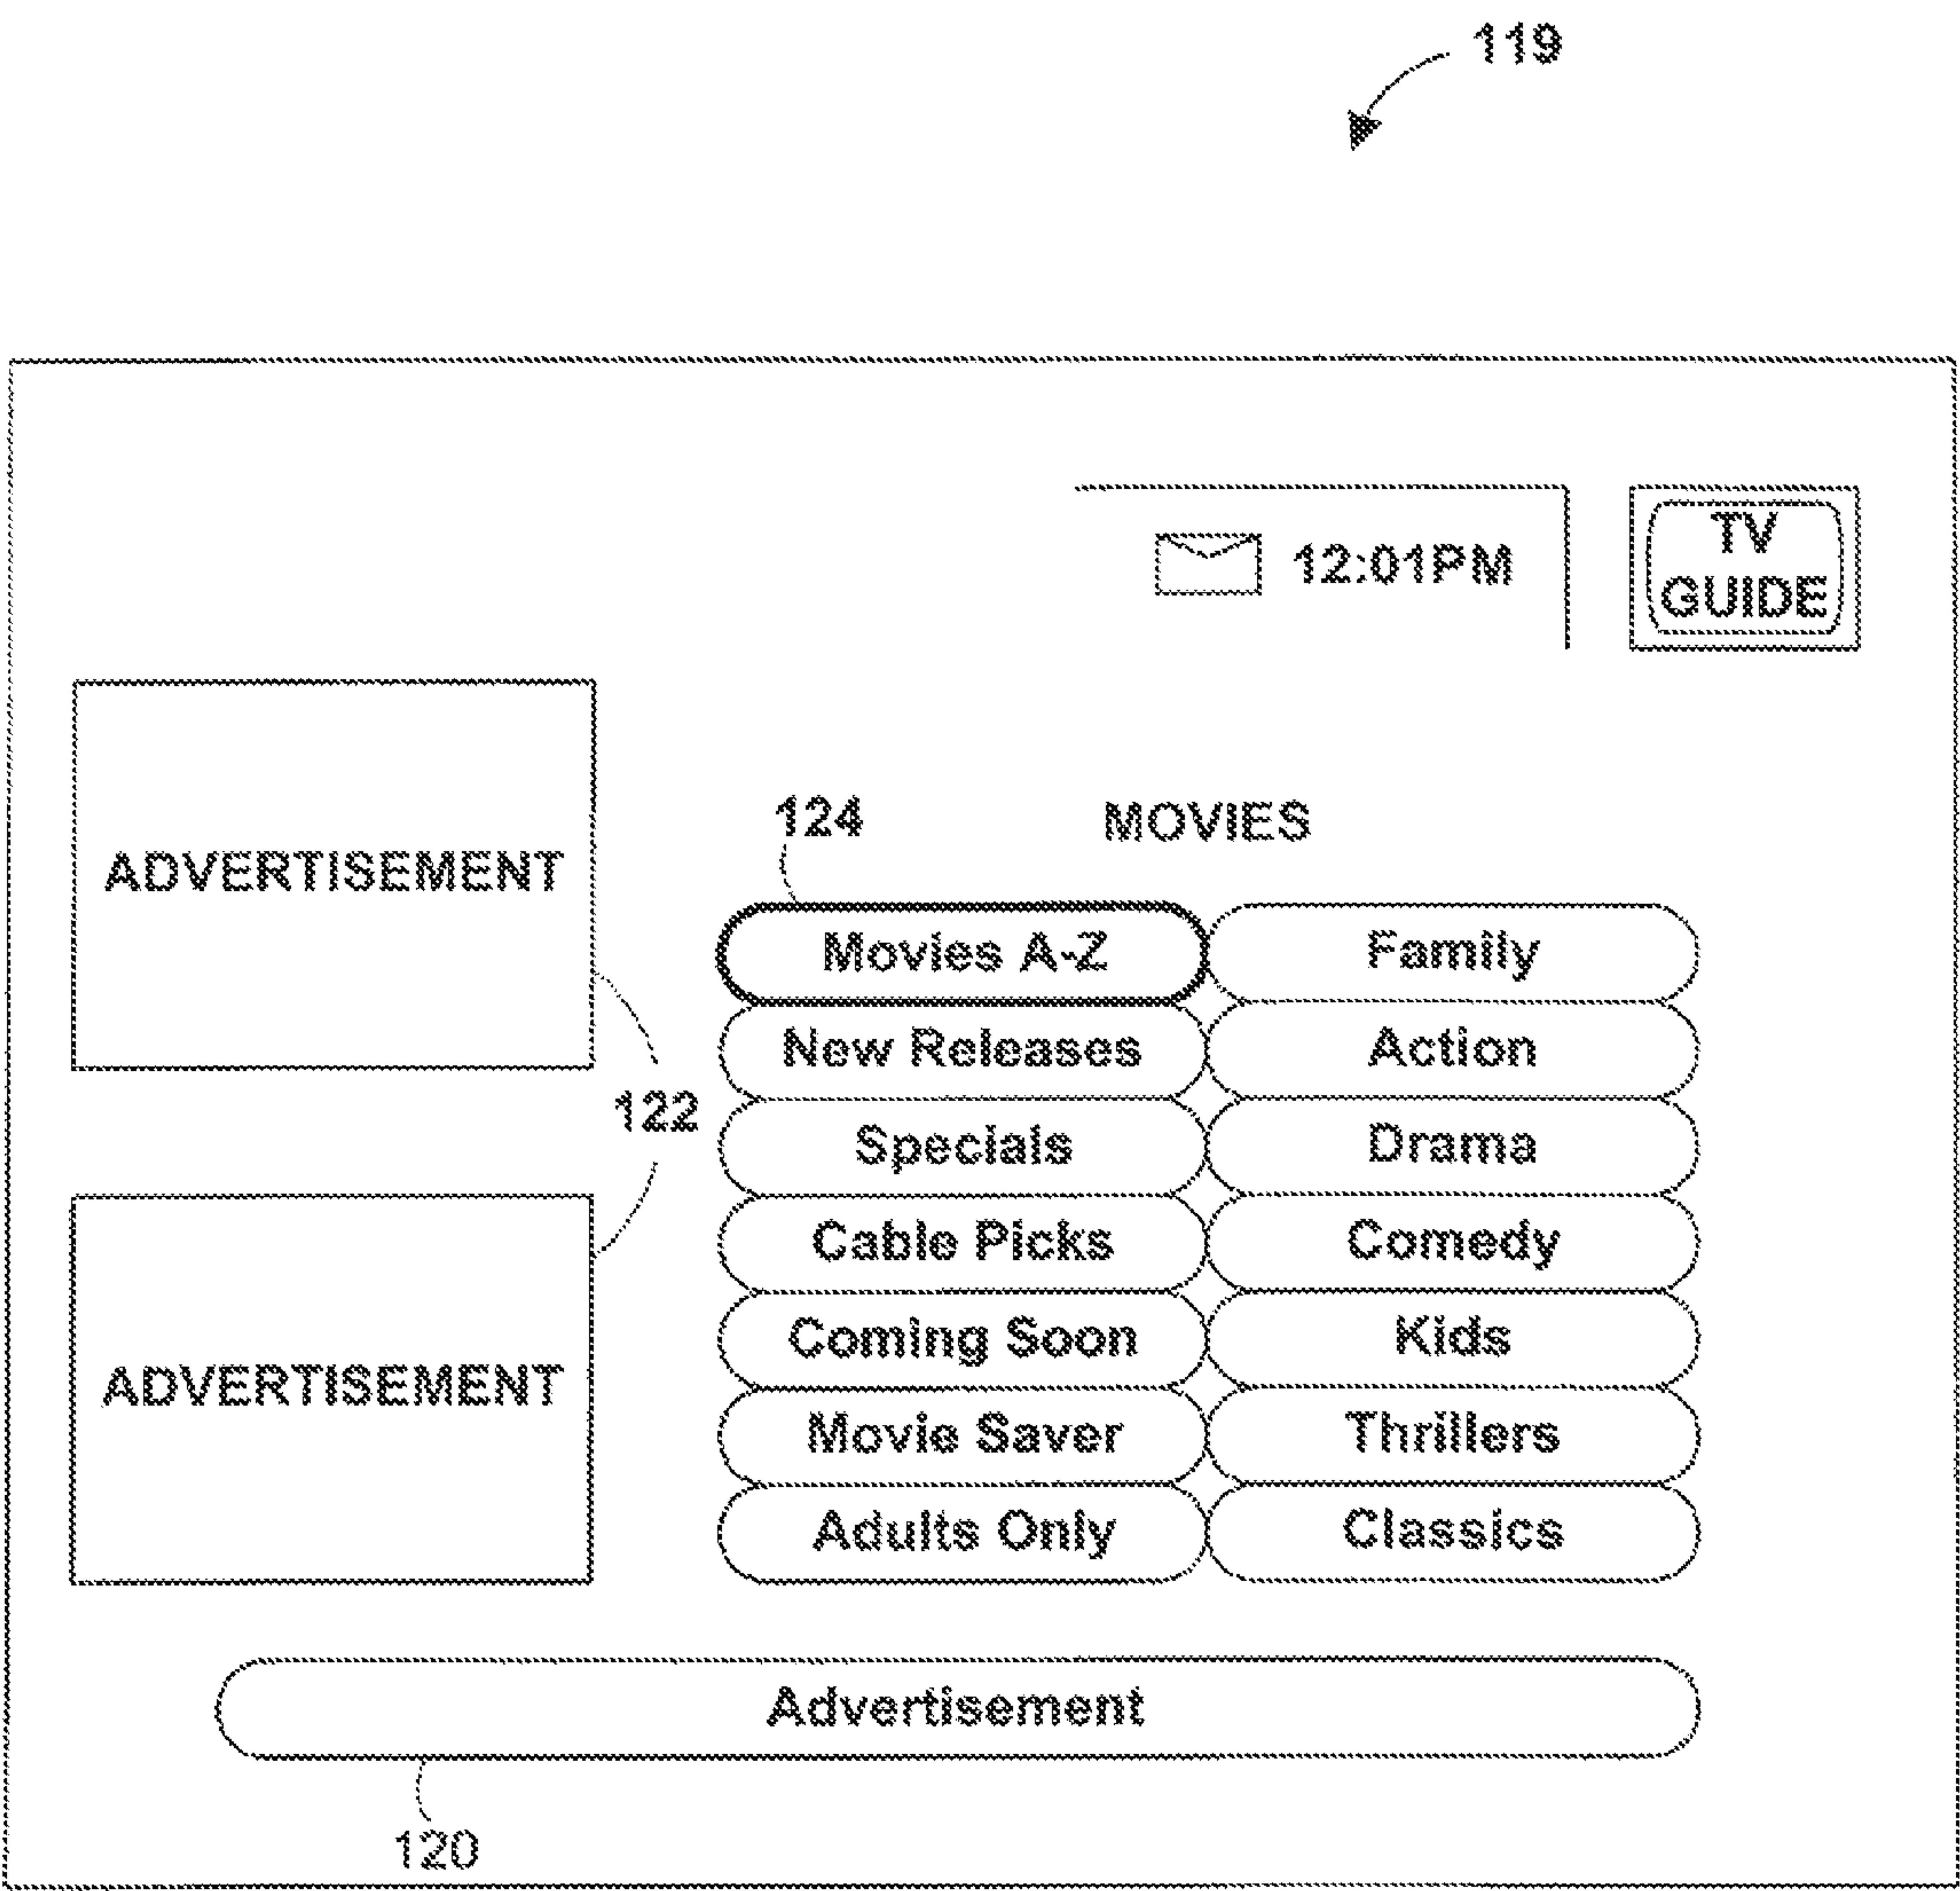 119
12:01PM
TV
GUIDE
ADVERTISEMENT
124
MOVIES
Movies A-Z
Family
New Releases
Action
122
Specials
Drama
Cable Picks
Comedy
Coming Soon
Kids
ADVERTISEMENT
Movie Saver
Thrillers
Adults Only
Classics
Advertisement
120